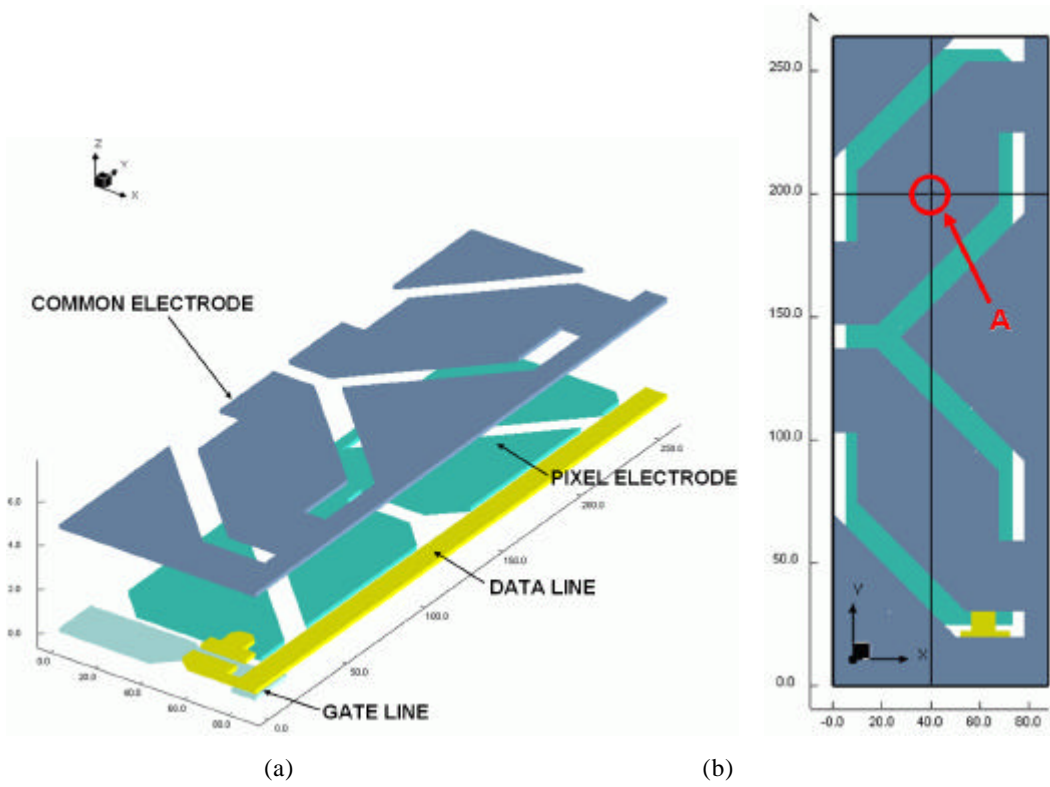 Z
Y
X
COMMON ELECTRODE
PIXEL ELECTRODE
DATA LINE
GATE LINE
6.0
4.0
2.0
0.0
0.0
20.0
40.0
60.0
80.0
0.0
50.0
100.0
150.0
200.0
250.0
(a)
250.0
200.0
150.0
100.0
50.0
0.0
A
Y
X
-0.0
20.0
40.0
60.0
80.0
(b)